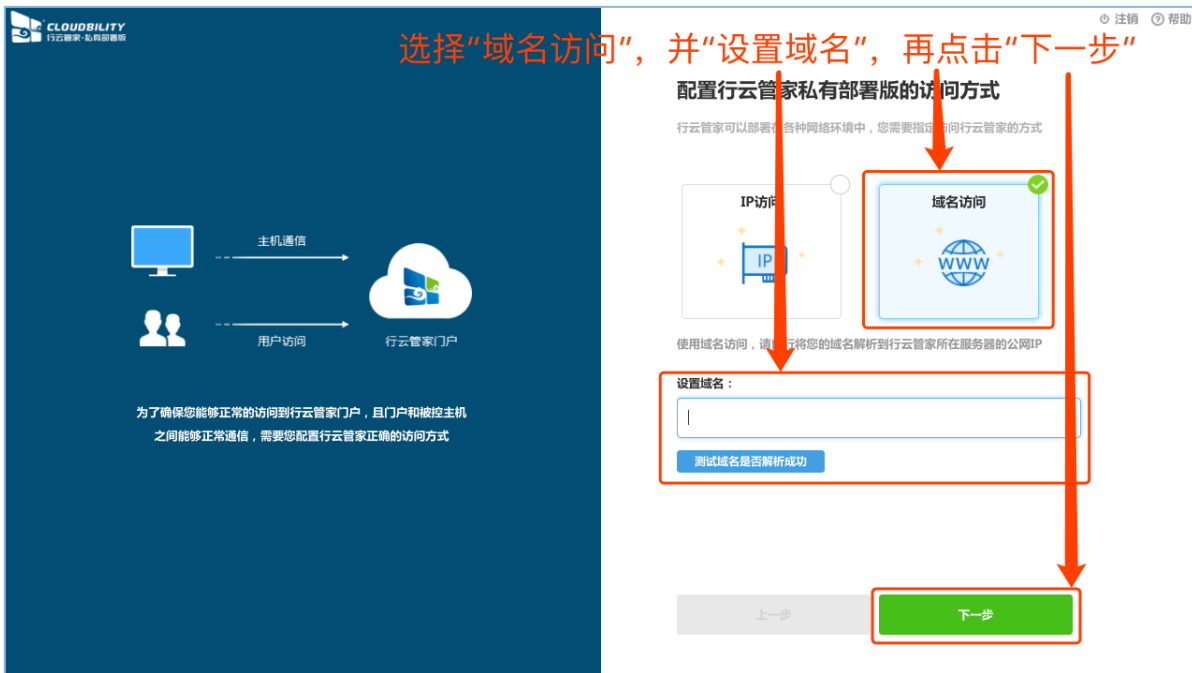 CLOUDBILITY
行云管家·私有部署版
注销 帮助
选择“域名访问”，并“设置域名”，再点击“下一步”
配置行云管家私有部署版的访问方式
行云管家可以部署在各种网络环境中，您需要指定访问行云管家的方式
IP访问
域名访问
IP
WWW
主机通信
用户访问
行云管家门户
使用域名访问，请自行将您的域名解析到行云管家所在服务器的公网IP
设置域名：
为了确保您能够正常的访问到行云管家门户，且门户和被控主机
之间能够正常通信，需要您配置行云管家正确的访问方式
测试域名是否解析成功
上一步
下一步